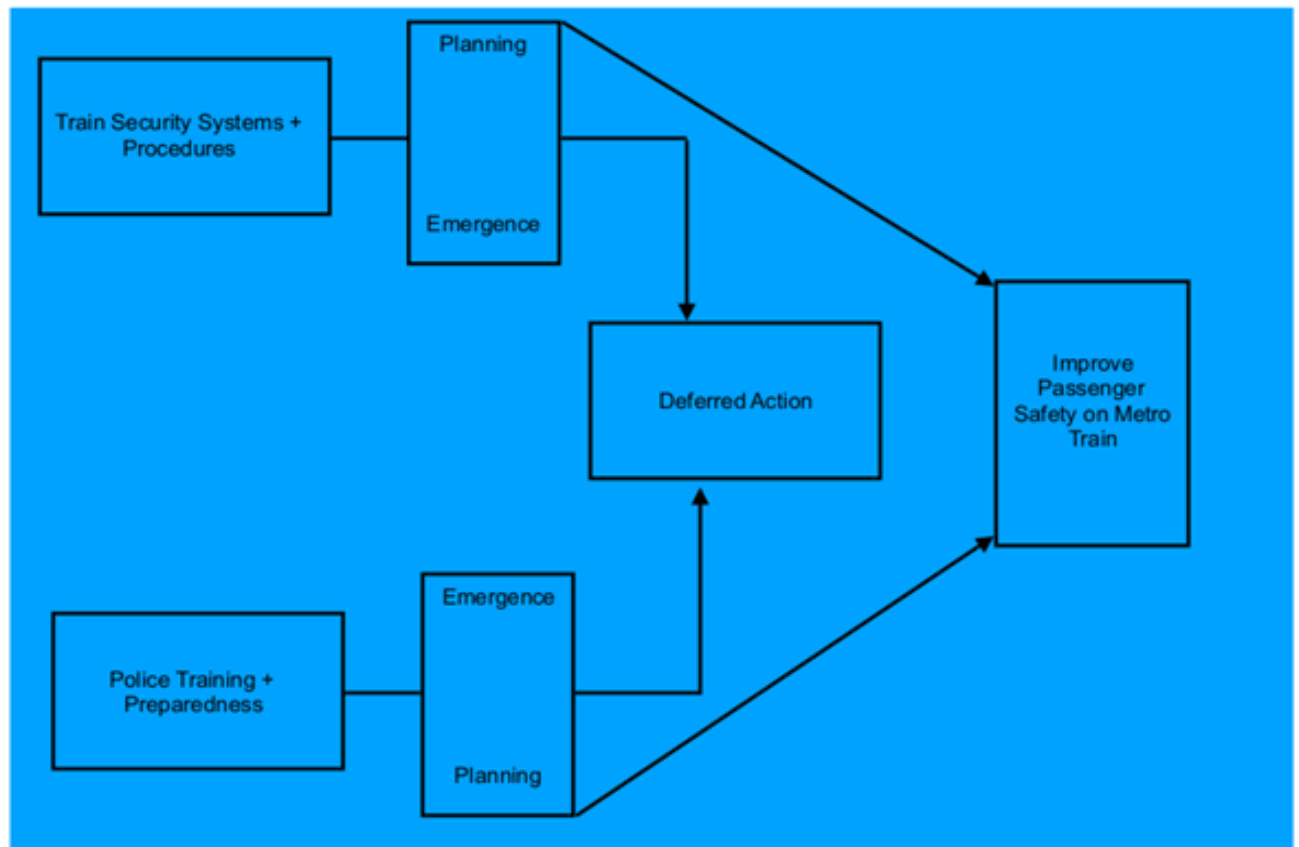 Planning
Train Security Systems +
Procedures
Emergence
Deferred Action
Improve
Passenger
Safety on Metro
Train
Emergence
Police Training +
Preparedness
Planning